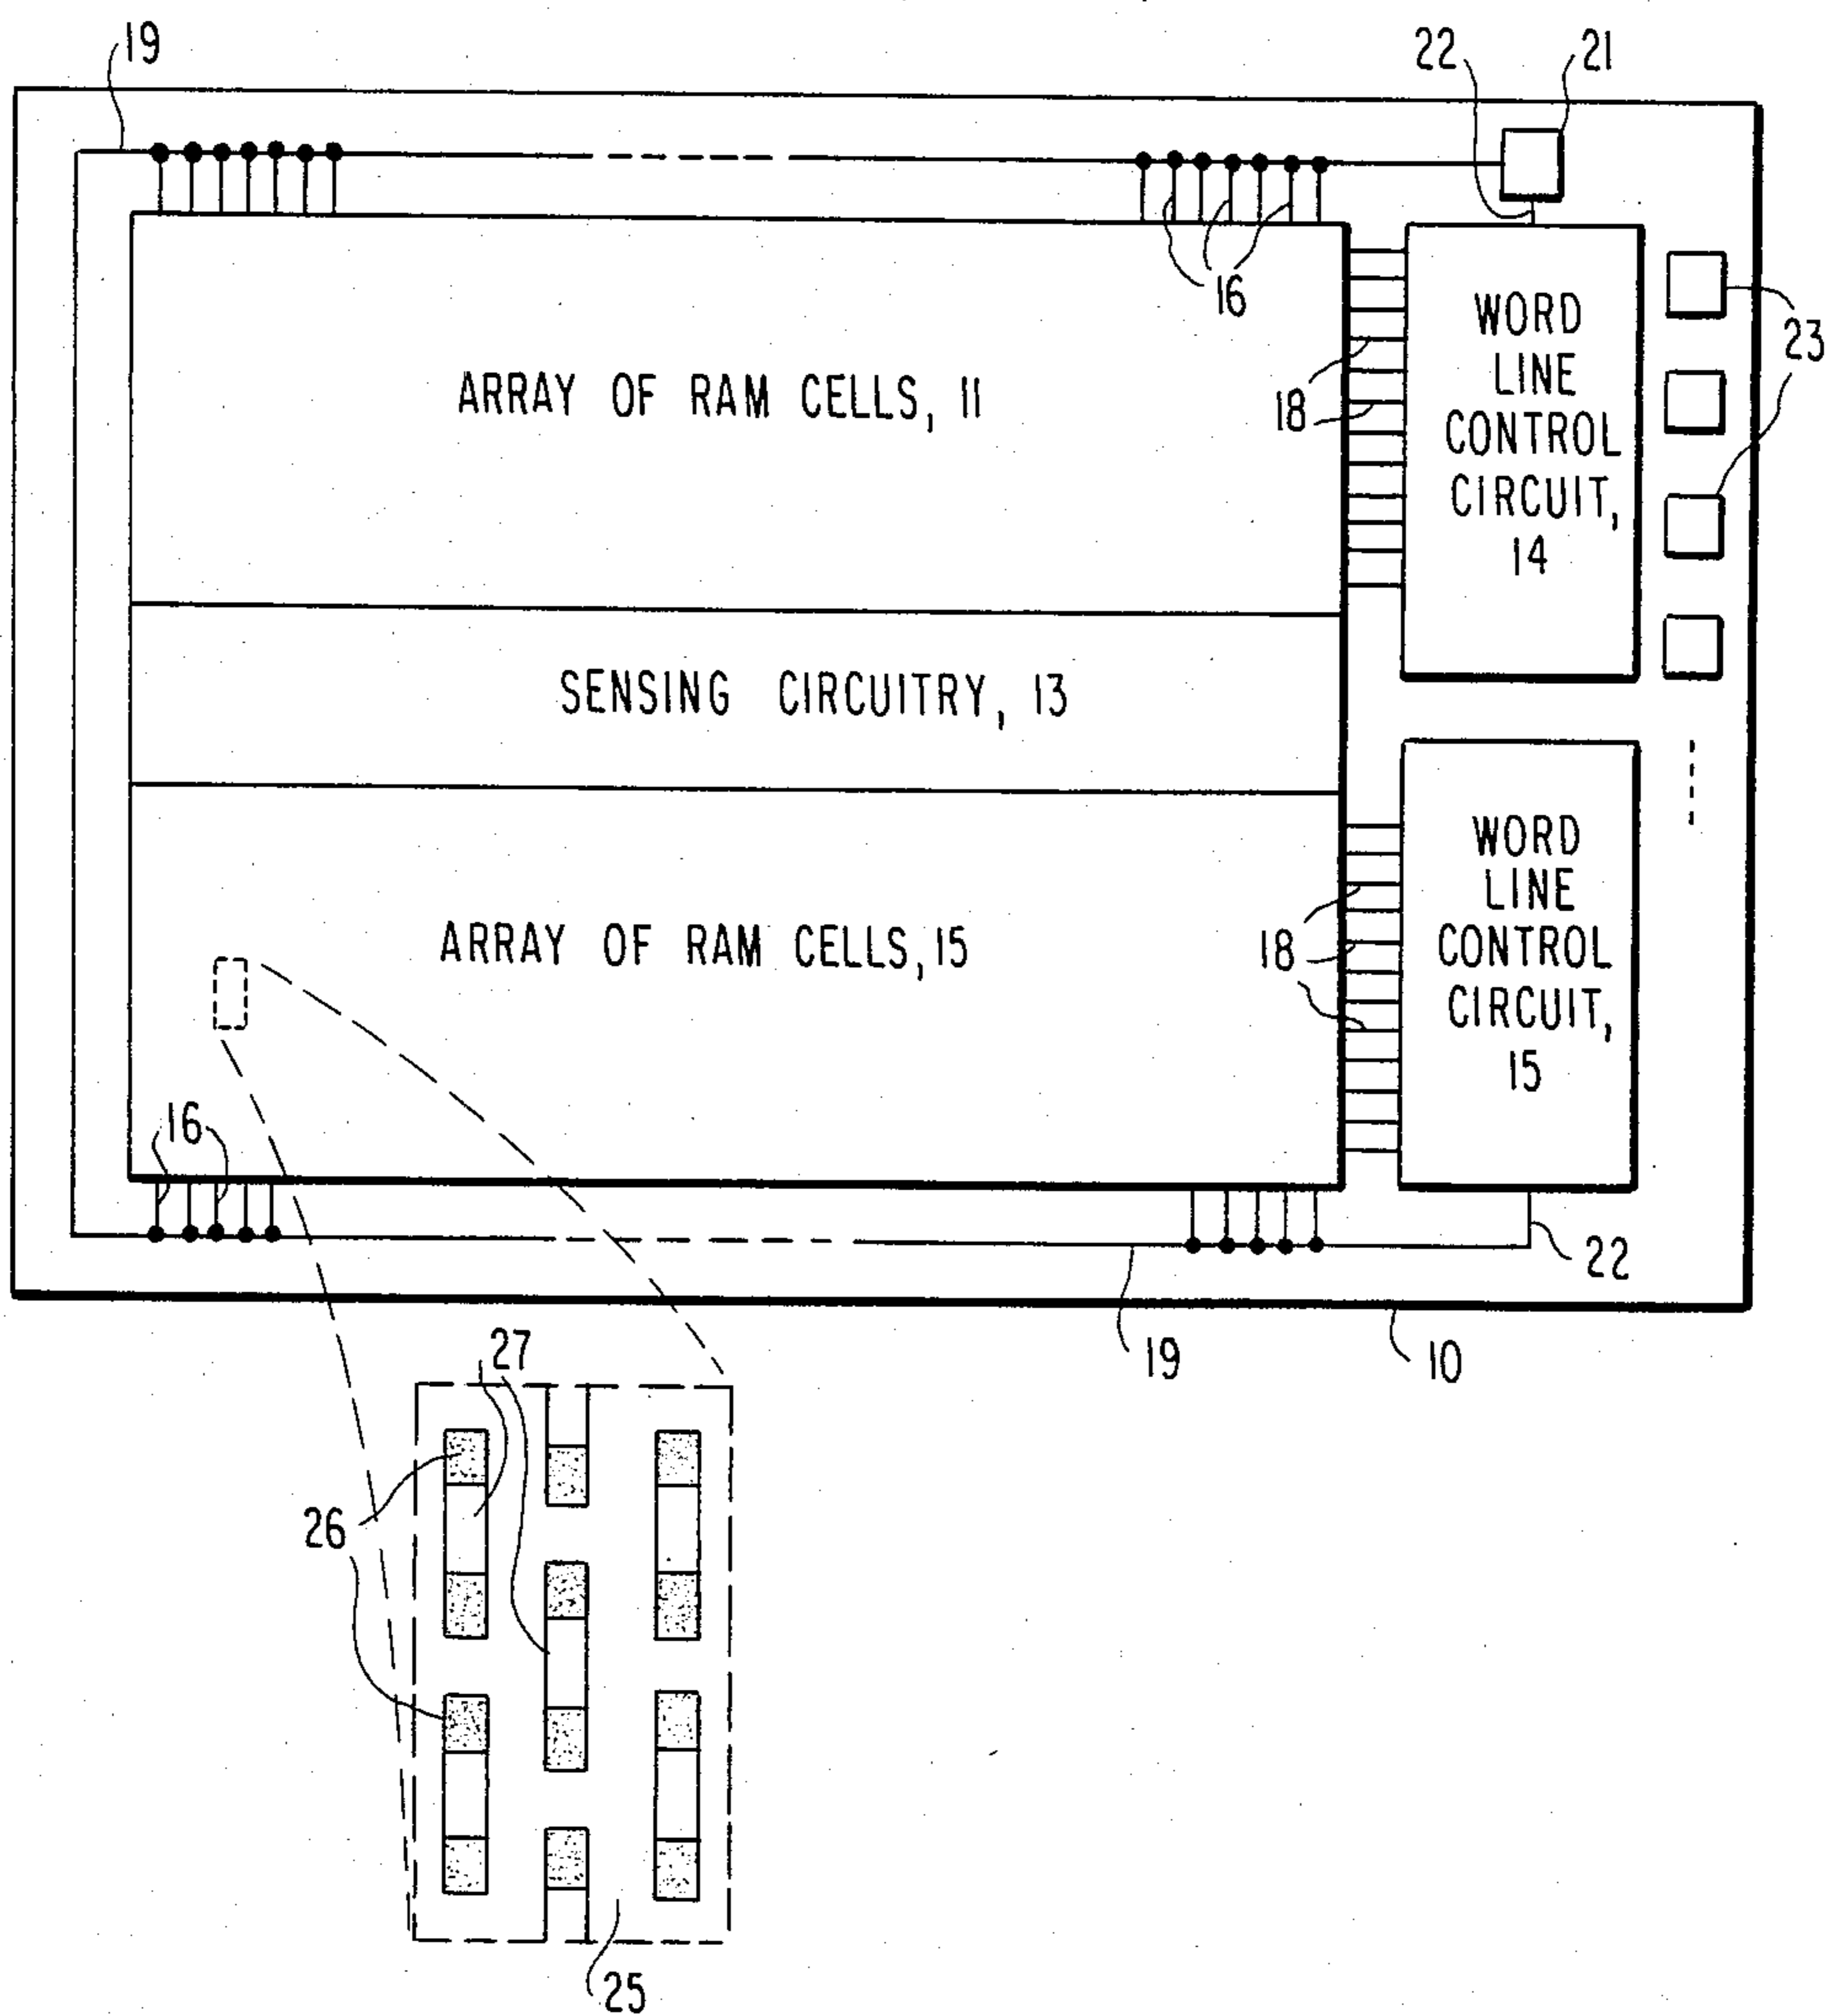 19
22
21
16
23
ARRAY OF RAM CELLS, 11
18
WORD
LINE
CONTROL
CIRCUIT,
14
SENSING CIRCUITRY, 13
ARRAY OF RAM CELLS,15
18
WORD
LINE
CONTROL
CIRCUIT,
15
16
22
19
10
27
26
25